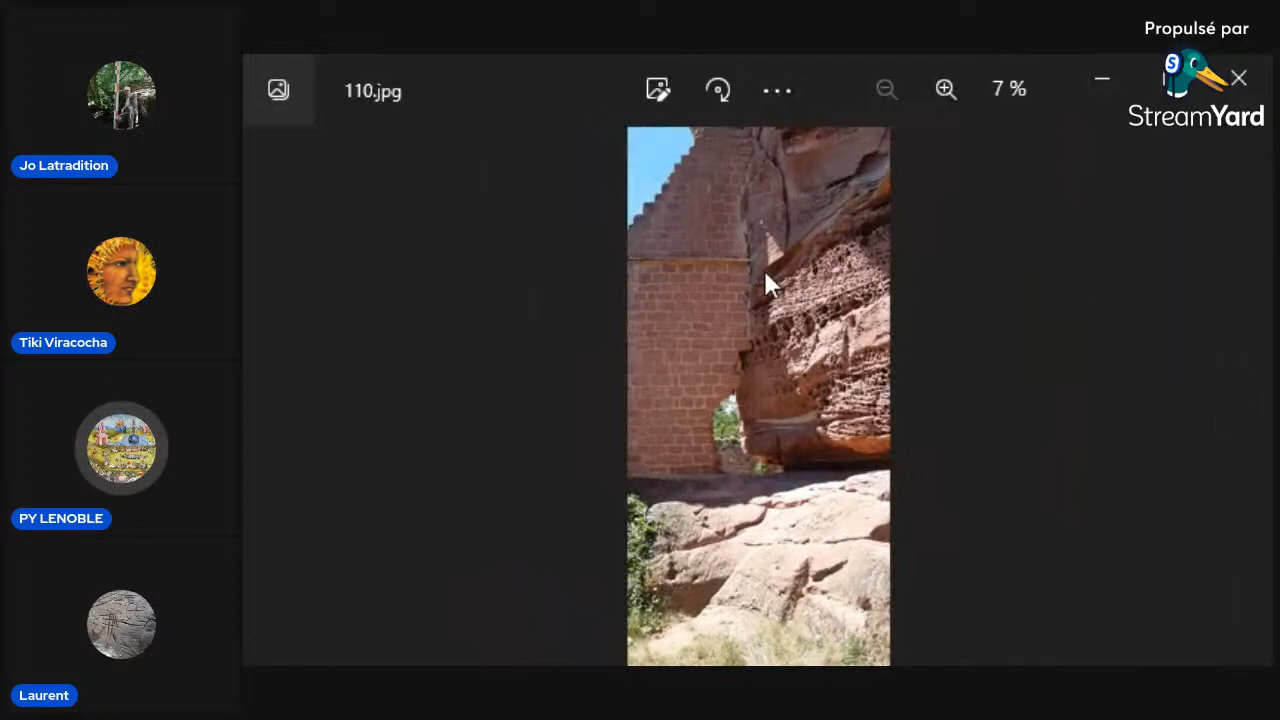 Propulsé par
StreamYard
110.jpg
7 %
Jo Latradition
Tiki Viracocha
PY LENOBLE
Laurent